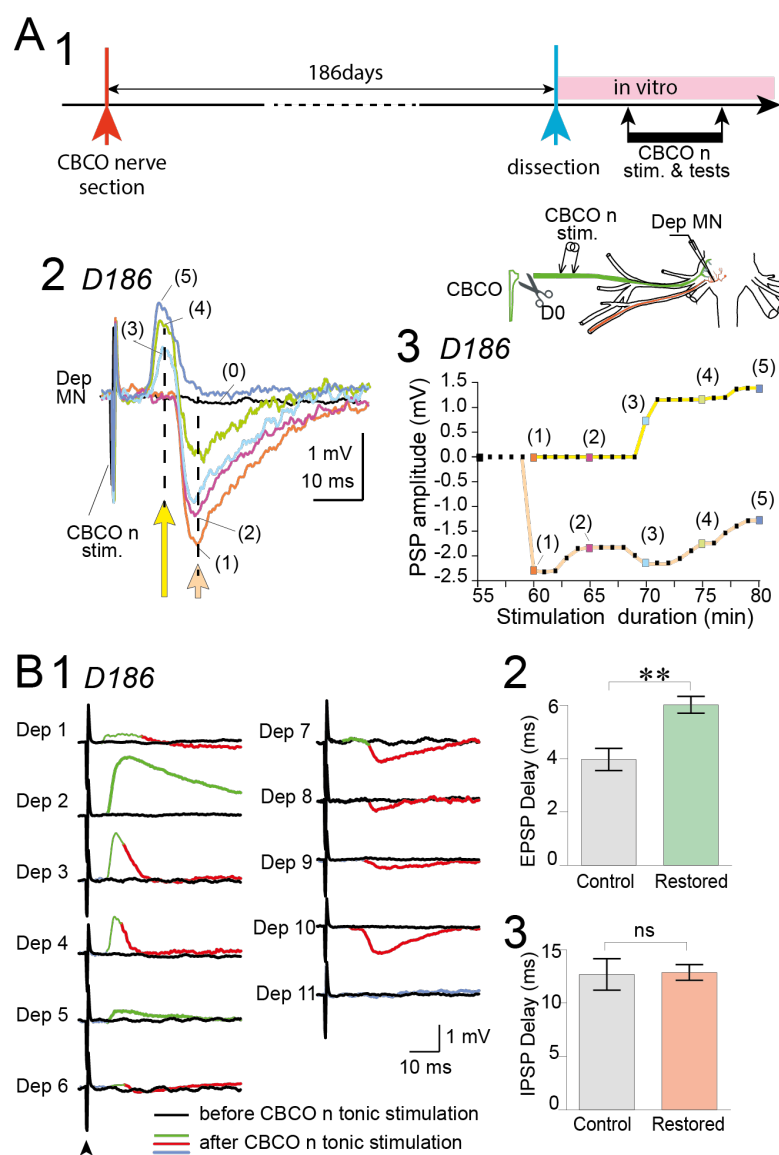 A 1
186days
in vitro
CBCO nerve
section
dissection
CBCO n
stim. & tests
2 D186
(5)
(4)
(3)
(0)
Dep
MN
1 mV
10 ms
CBCO n
stim.
(2)
(1)
CBCO n
stim.
Dep MN
CBCO
D0
3 D186
PSP amplitude (mV)
1.5
1.0
0.5
0.0
-0.5
-1.0
-1.5
-2.0
-2.5
(1)
(2)
(3)
(4)
(5)
(1)
(2)
(3)
(4)
(5)
55 60 65 70 75 80
Stimulation duration (min)
B 1 D186
Dep 1
Dep 2
Dep 3
Dep 4
Dep 5
Dep 6
Dep 7
Dep 8
Dep 9
Dep 10
Dep 11
1 mV
10 ms
before CBCO n tonic stimulation
after CBCO n tonic stimulation
2
**
EPSP Delay (ms)
6
4
2
0
Control Restored
3
ns
IPSP Delay (ms)
15
10
5
0
Control Restored